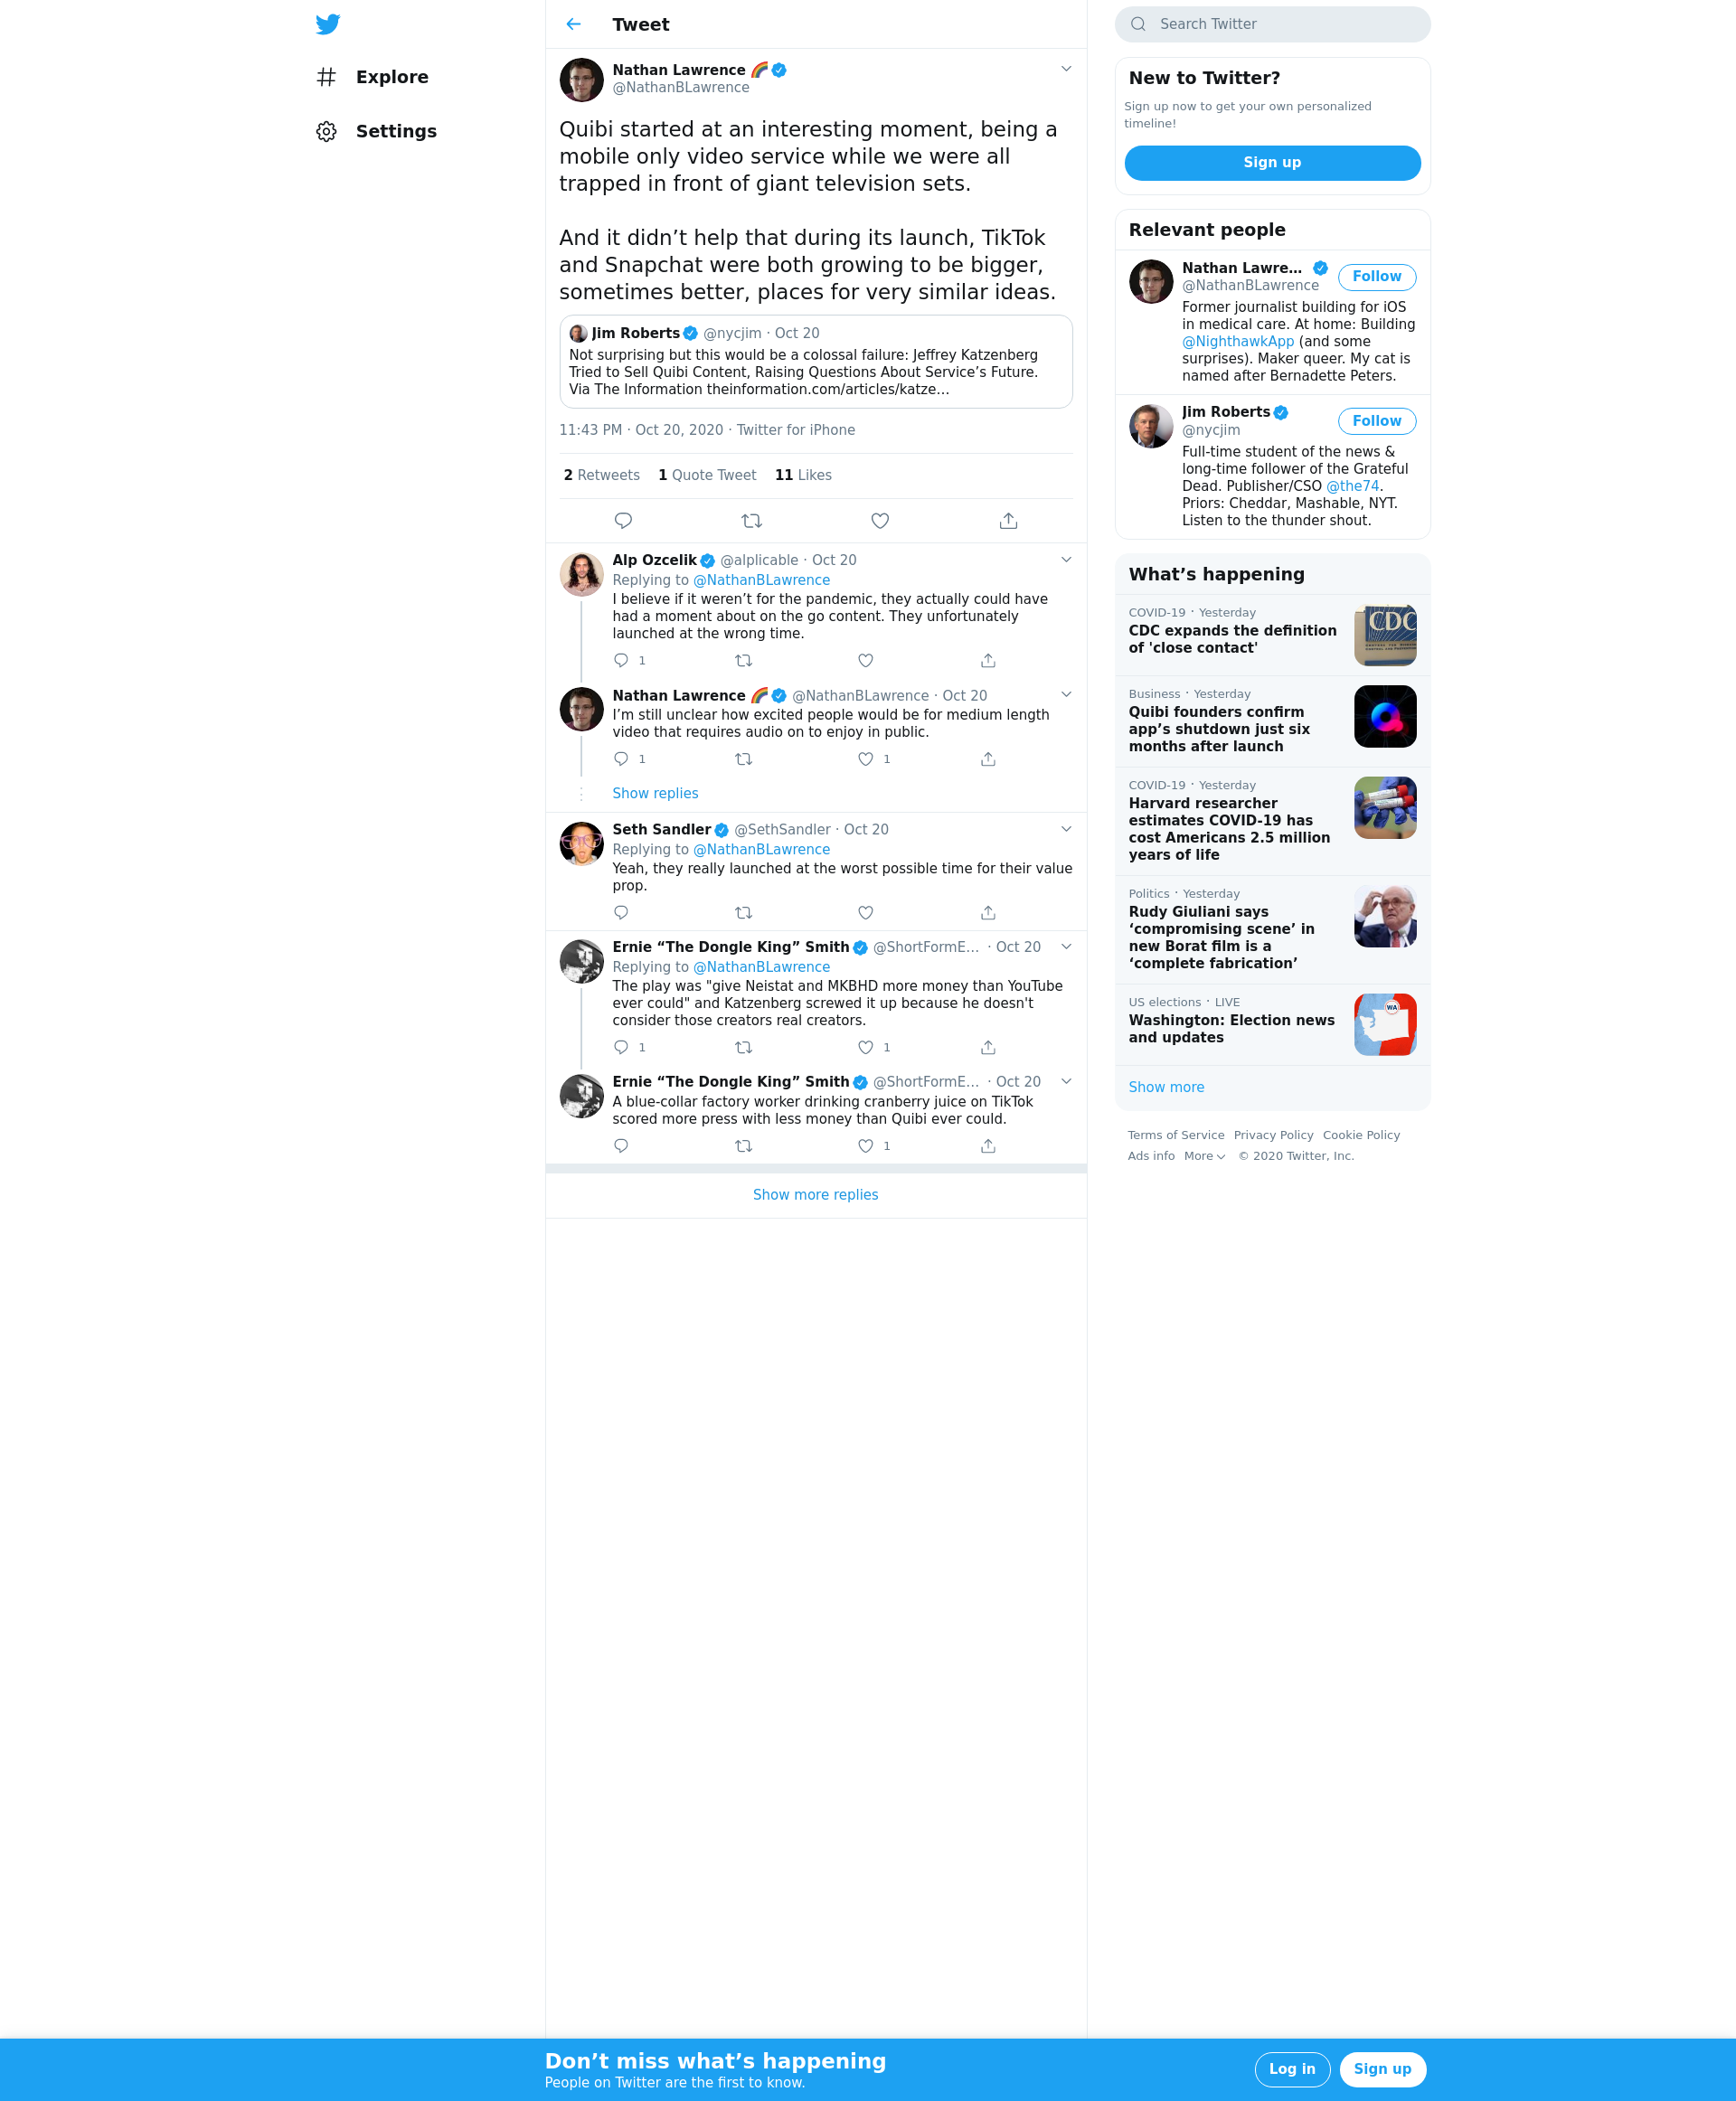 Explore
Settings
Tweet
Nathan Lawrence 🌈
@NathanBLawrence
Quibi started at an interesting moment, being a
mobile only video service while we were all
trapped in front of giant television sets.
And it didn’t help that during its launch, TikTok
and Snapchat were both growing to be bigger,
sometimes better, places for very similar ideas.
Jim Roberts @nycjim · Oct 20
Not surprising but this would be a colossal failure: Jeffrey Katzenberg
Tried to Sell Quibi Content, Raising Questions About Service’s Future.
Via The Information theinformation.com/articles/katze…
11:43 PM · Oct 20, 2020 · Twitter for iPhone
2 Retweets 1 Quote Tweet 11 Likes
Alp Ozcelik @alplicable · Oct 20
Replying to @NathanBLawrence
I believe if it weren’t for the pandemic, they actually could have
had a moment about on the go content. They unfortunately
launched at the wrong time.
1
Nathan Lawrence 🌈 @NathanBLawrence · Oct 20
I’m still unclear how excited people would be for medium length
video that requires audio on to enjoy in public.
1 1
Show replies
Seth Sandler @SethSandler · Oct 20
Replying to @NathanBLawrence
Yeah, they really launched at the worst possible time for their value
prop.
Ernie “The Dongle King” Smith @ShortFormE… · Oct 20
Replying to @NathanBLawrence
The play was "give Neistat and MKBHD more money than YouTube
ever could" and Katzenberg screwed it up because he doesn't
consider those creators real creators.
1 1
Ernie “The Dongle King” Smith @ShortFormE… · Oct 20
A blue-collar factory worker drinking cranberry juice on TikTok
scored more press with less money than Quibi ever could.
1
Show more replies
Search Twitter
New to Twitter?
Sign up now to get your own personalized
timeline!
Sign up
Relevant people
Nathan Lawre…
@NathanBLawrence
Follow
Former journalist building for iOS
in medical care. At home: Building
@NighthawkApp (and some
surprises). Maker queer. My cat is
named after Bernadette Peters.
Jim Roberts
@nycjim
Follow
Full-time student of the news &
long-time follower of the Grateful
Dead. Publisher/CSO @the74.
Priors: Cheddar, Mashable, NYT.
Listen to the thunder shout.
What’s happening
COVID-19 · Yesterday
CDC expands the definition
of 'close contact'
CDC
Business · Yesterday
Quibi founders confirm
app’s shutdown just six
months after launch
COVID-19 · Yesterday
Harvard researcher
estimates COVID-19 has
cost Americans 2.5 million
years of life
Politics · Yesterday
Rudy Giuliani says
‘compromising scene’ in
new Borat film is a
‘complete fabrication’
US elections · LIVE
Washington: Election news
and updates
WA
Show more
Terms of Service Privacy Policy Cookie Policy
Ads info More © 2020 Twitter, Inc.
Don’t miss what’s happening
People on Twitter are the first to know.
Log in
Sign up